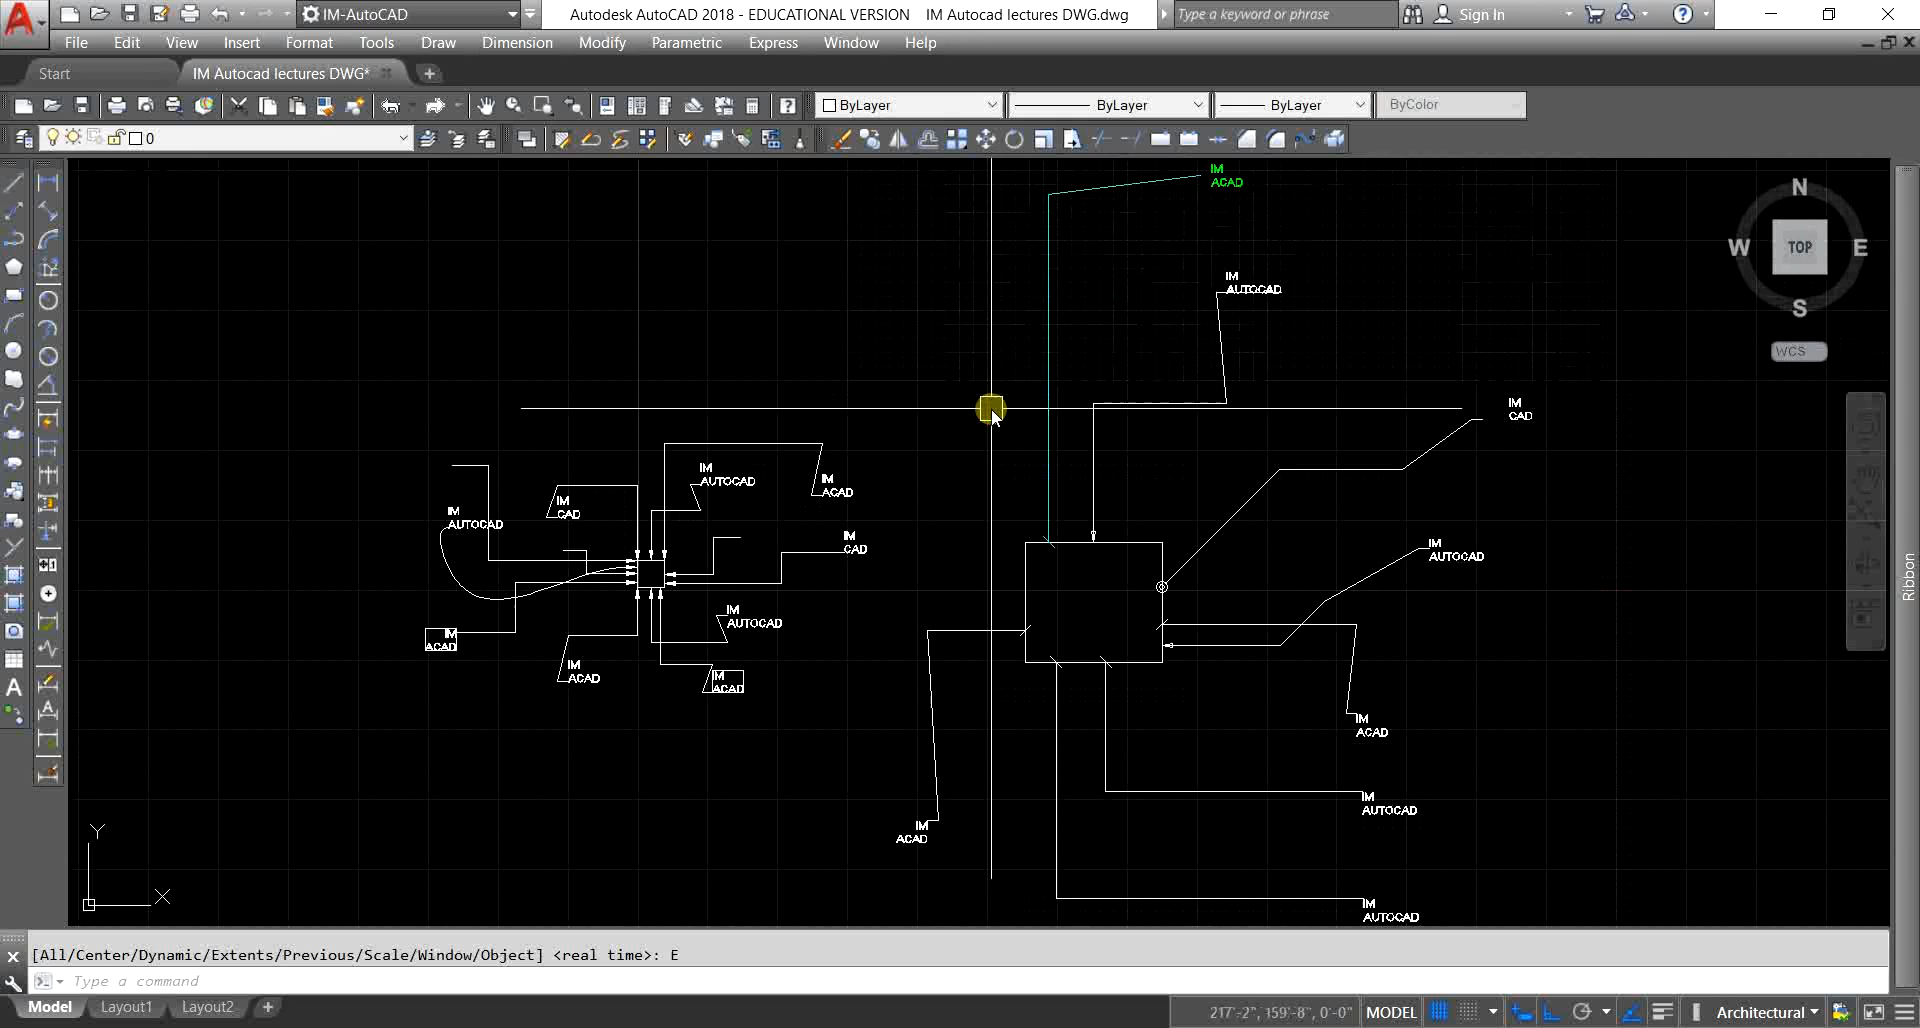 IM-AutoCAD
Autodesk AutoCAD 2018 - EDUCATIONAL VERSION IM Autocad lectures DWG.dwg
Type a keyword or phrase
Sign In
File Edit View Insert Format Tools Draw Dimension Modify Parametric Express Window Help
Start
IM Autocad lectures DWG*
ByLayer
ByLayer
ByLayer
ByColor
0
IM
ACAD
N
W
TOP
E
S
WCS
IM
AUTOCAD
IM
CAD
IM
AUTOCAD
IM
ACAD
IM
CAD
IM
AUTOCAD
IM
CAD
IM
AUTOCAD
IM
AUTOCAD
IM
ACAD
IM
ACAD
IM
ACAD
IM
ACAD
IM
AUTOCAD
IM
ACAD
IM
AUTOCAD
Y
X
Ribbon
[All/Center/Dynamic/Extents/Previous/Scale/Window/Object] <real time>: E
Type a command
Model Layout1 Layout2
217'-2", 159'-8", 0'-0"
MODEL
Architectural